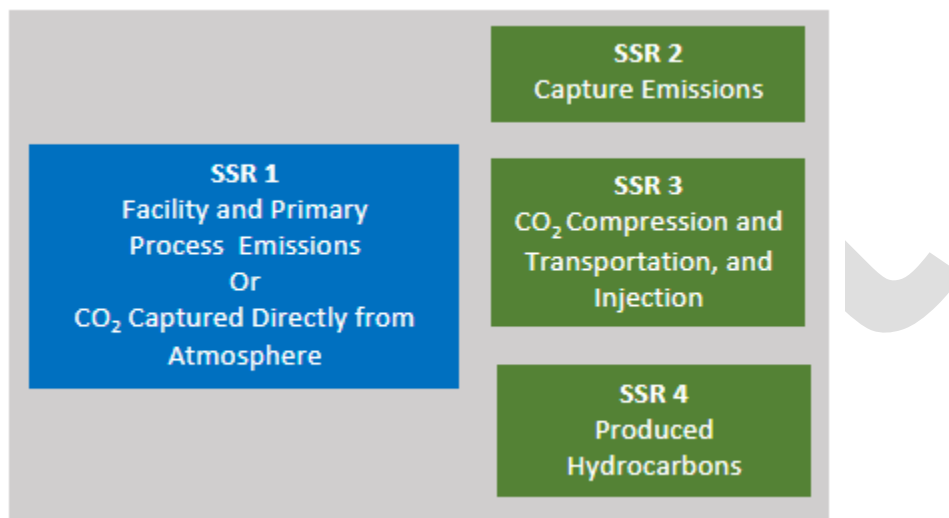 SSR 1
Facility and Primary
Process Emissions
Or
CO₂ Captured Directly from
Atmosphere
SSR 2
Capture Emissions
SSR 3
CO₂ Compression and
Transportation, and
Injection
SSR 4
Produced
Hydrocarbons